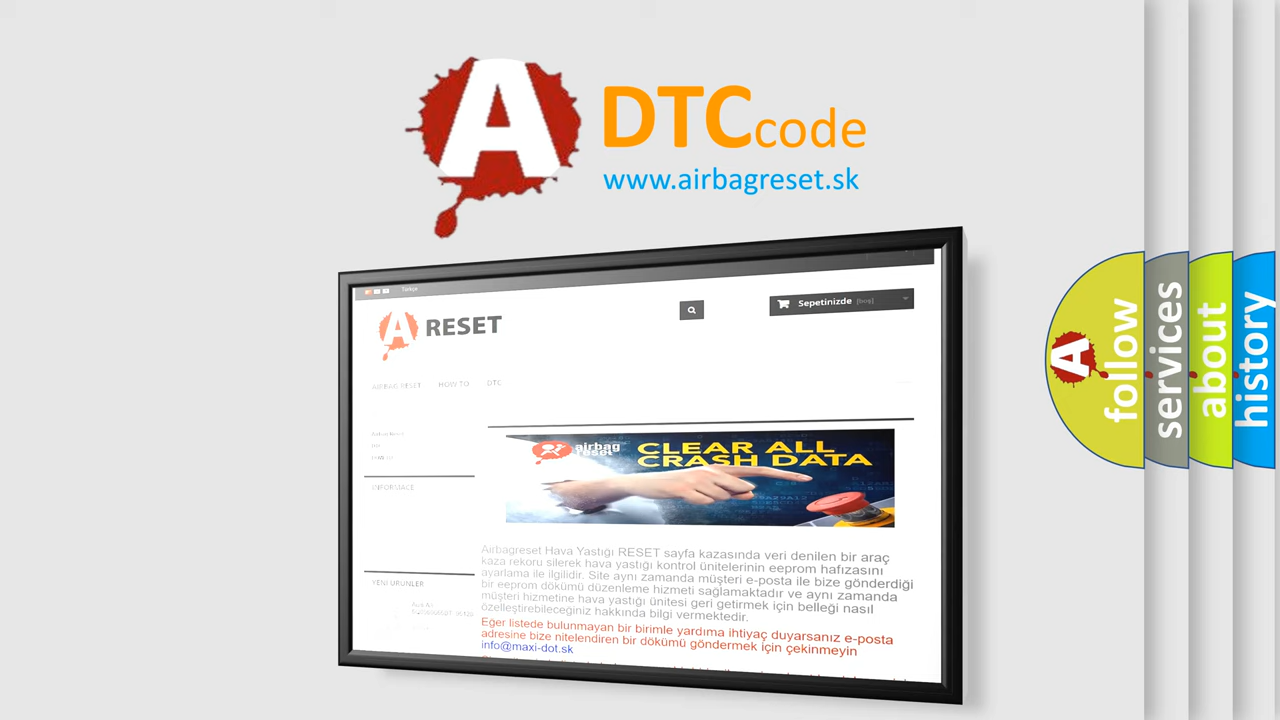 A DTCcode
www.airbagreset.sk
Türkçe
A RESET
Sepetinizde [boş]
AIRBAG RESET HOW TO DTC
INFORMACE
airbag
reset
CLEAR ALL
CRASH DATA
Airbagreset Hava Yastığı RESET sayfa kazasında veri denilen bir araç
kaza rekoru silerek hava yastığı kontrol ünitelerinin eeprom hafızasını
ayarlama ile ilgilidir. Site aynı zamanda müşteri e-posta ile bize gönderdiği
bir eeprom dökümü düzenleme hizmeti sağlamaktadır ve aynı zamanda
müşteri hizmetine hava yastığı ünitesi geri getirmek için belleği nasıl
özelleştirebileceğiniz hakkında bilgi vermektedir.
Eğer listede bulunmayan bir birimle yardıma ihtiyaç duyarsanız e-posta
adresine bize nitelendiren bir dökümü göndermek için çekinmeyin
info@maxi-dot.sk
YENI ÜRÜNLER
A follow
services
about
history